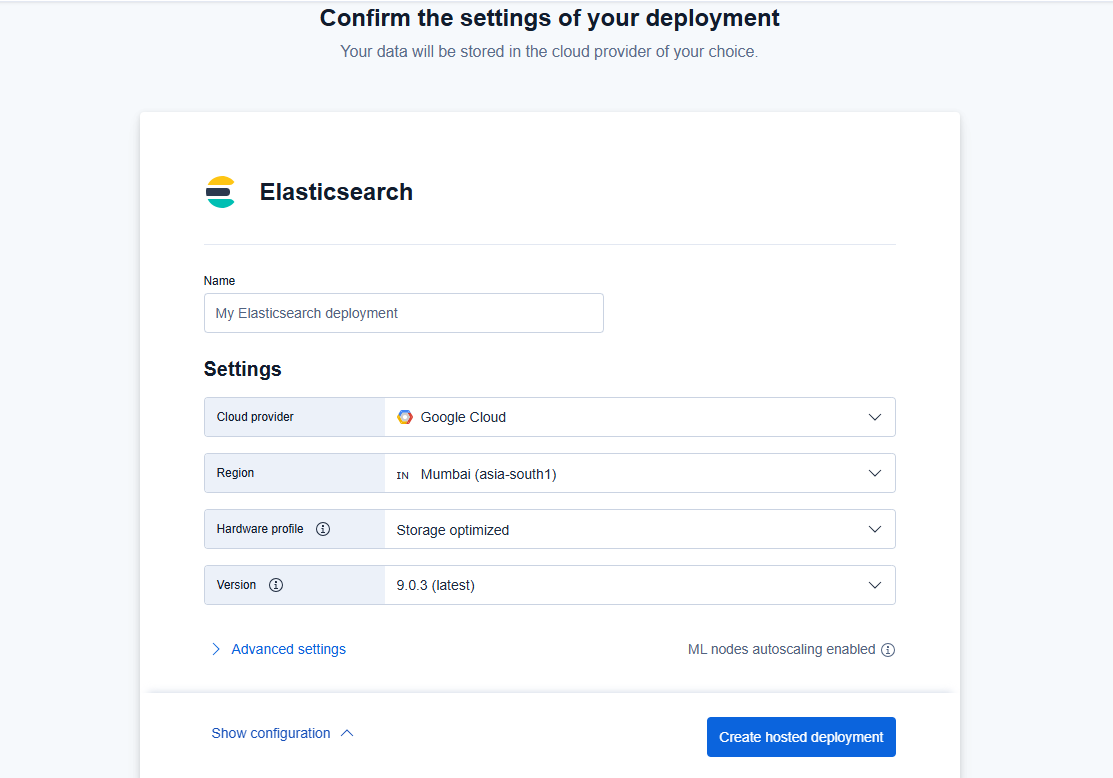 Confirm the settings of your deployment
Your data will be stored in the cloud provider of your choice.
Elasticsearch
Name
My Elasticsearch deployment
Settings
Cloud provider Google Cloud
Region IN Mumbai (asia-south1)
Hardware profile Storage optimized
Version 9.0.3 (latest)
Advanced settings ML nodes autoscaling enabled
Show configuration Create hosted deployment